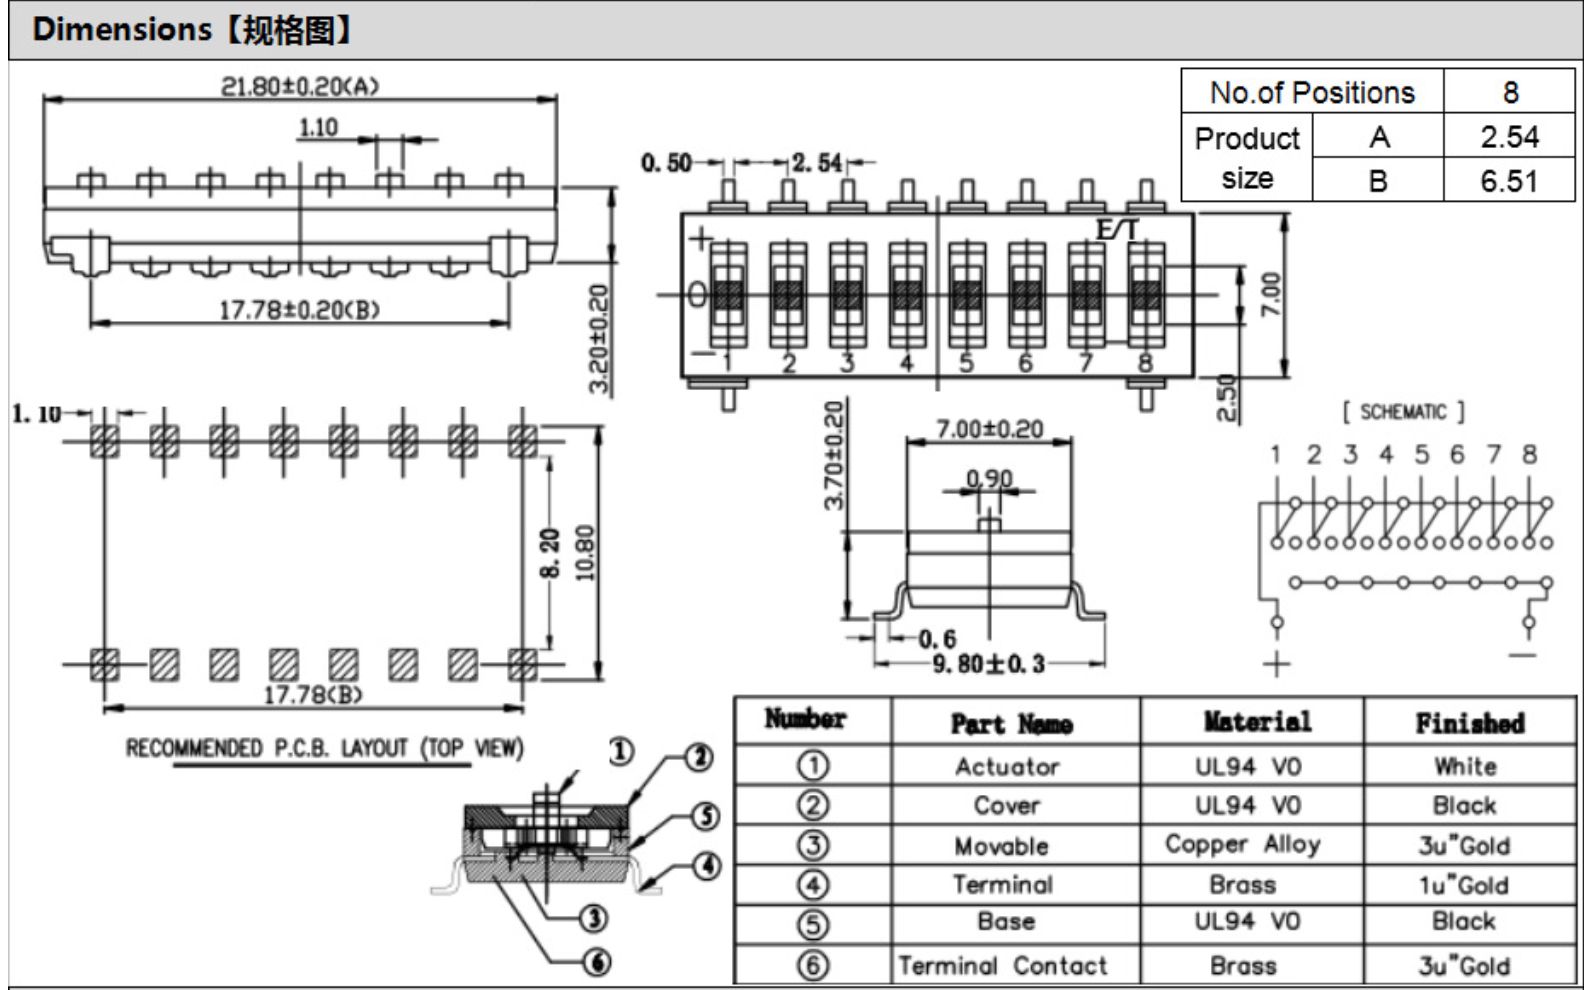 Dimensions【规格图】
21.80±0.20(A)
1.10
17.78±0.20(B)
3.20±0.20
No.of Positions 8
Product size A 2.54
B 6.51
0.50 2.54
E/T
+
0
—
1 2 3 4 5 6 7 8
7.00
2.50
1.10
8.20
10.80
17.78(B)
RECOMMENDED P.C.B. LAYOUT (TOP VIEW)
3.70±0.20
7.00±0.20
0.90
0.6
9.80±0.3
[ SCHEMATIC ]
1 2 3 4 5 6 7 8
+ —
① ② ⑤ ④ ③ ⑥
Number Part Name Material Finished
① Actuator UL94 V0 White
② Cover UL94 V0 Black
③ Movable Copper Alloy 3u"Gold
④ Terminal Brass 1u"Gold
⑤ Base UL94 V0 Black
⑥ Terminal Contact Brass 3u"Gold